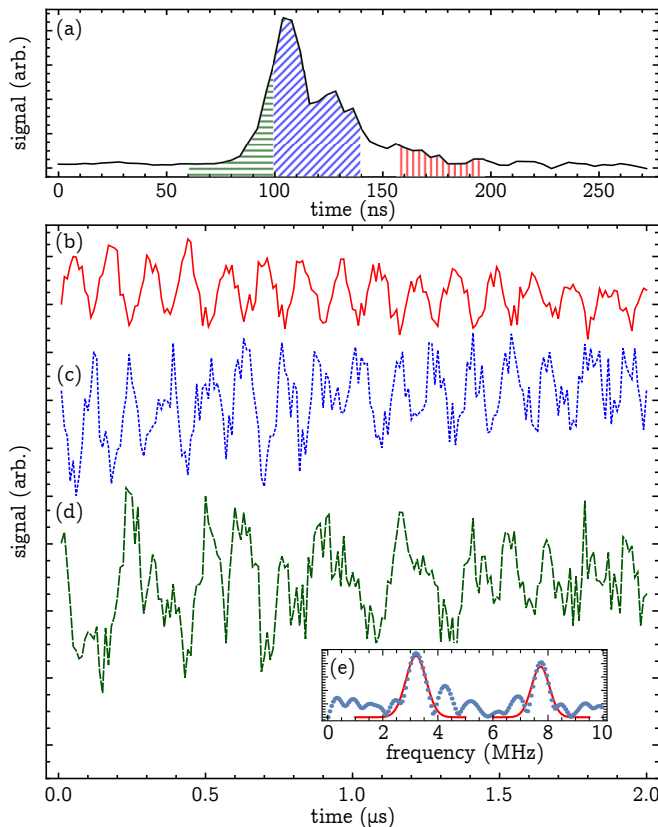 (a)
signal (arb.)
0 50 100 150 200 250
time (ns)
(b)
(c)
signal (arb.)
(d)
(e)
0 2 4 6 8 10
frequency (MHz)
0.0 0.5 1.0 1.5 2.0
time (µs)